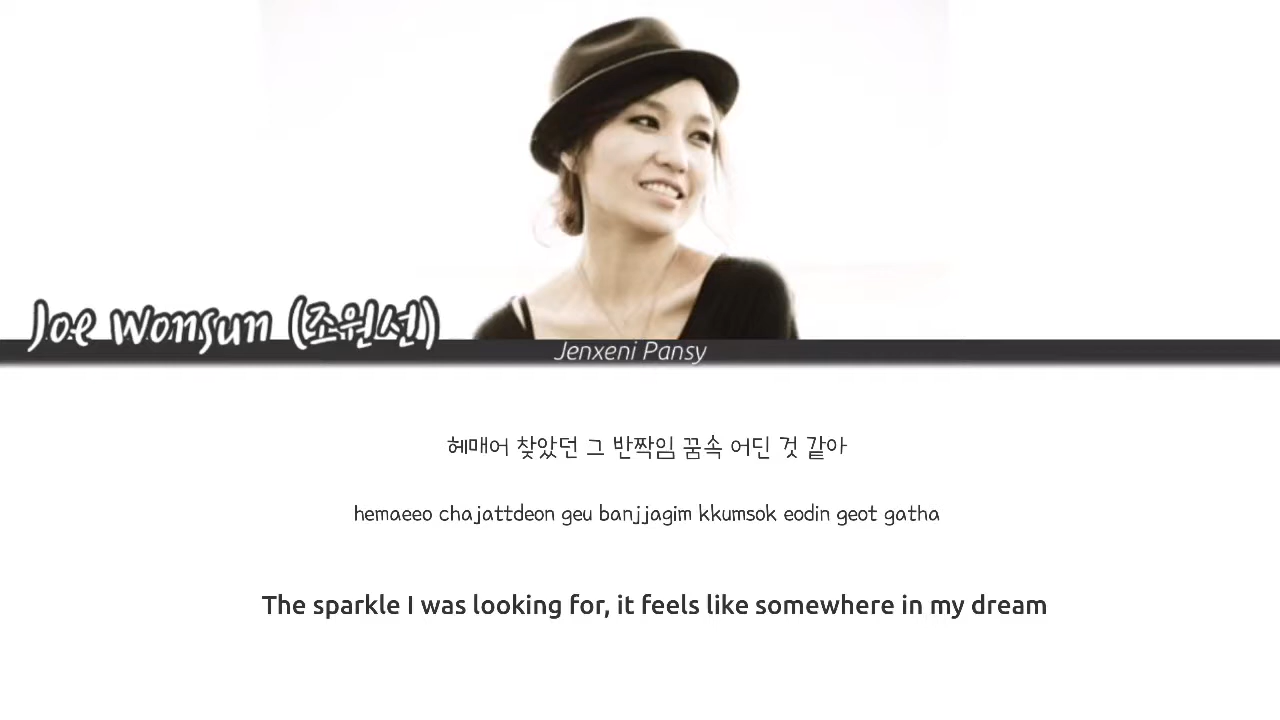 Joe Wonsun (조원선)
Jenxeni Pansy
헤매어 찾았던 그 반짝임 꿈속 어딘 것 같아
hemaeeo chajattdeon geu banjjagim kkumsok eodin geot gatha
The sparkle I was looking for, it feels like somewhere in my dream